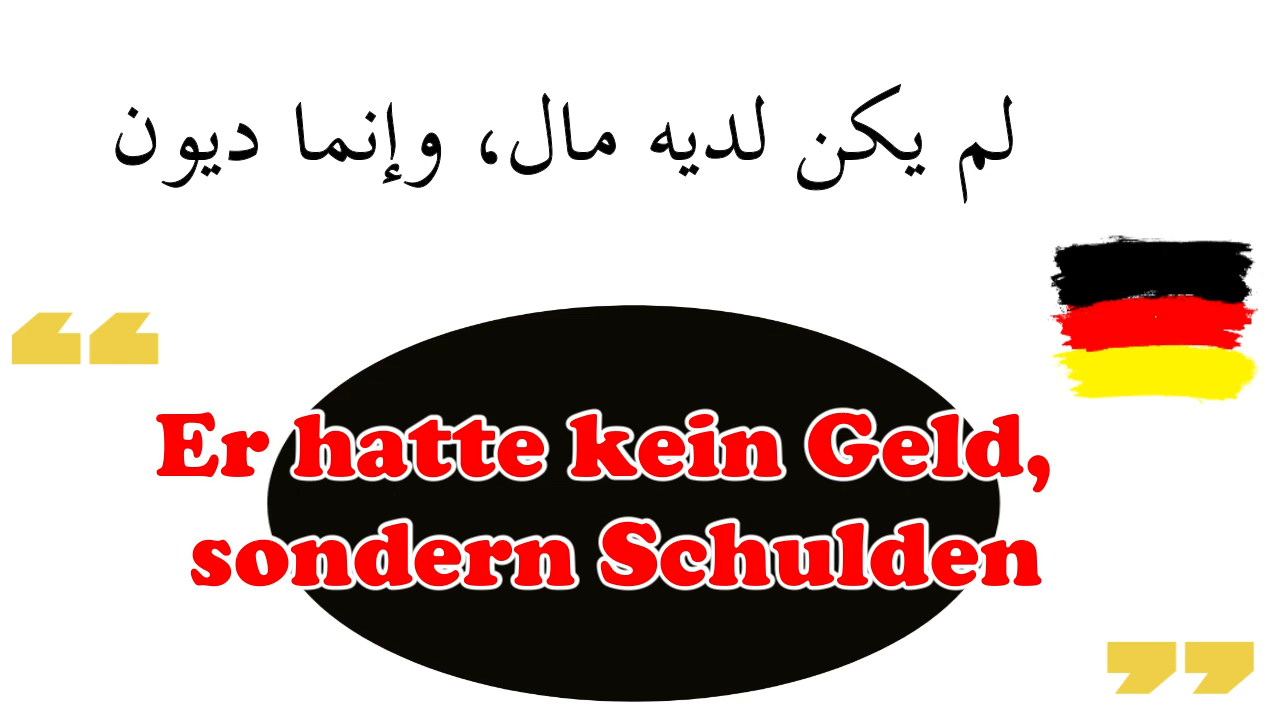 لم يكن لديه مال، وإنما ديون
Er hatte kein Geld,
sondern Schulden